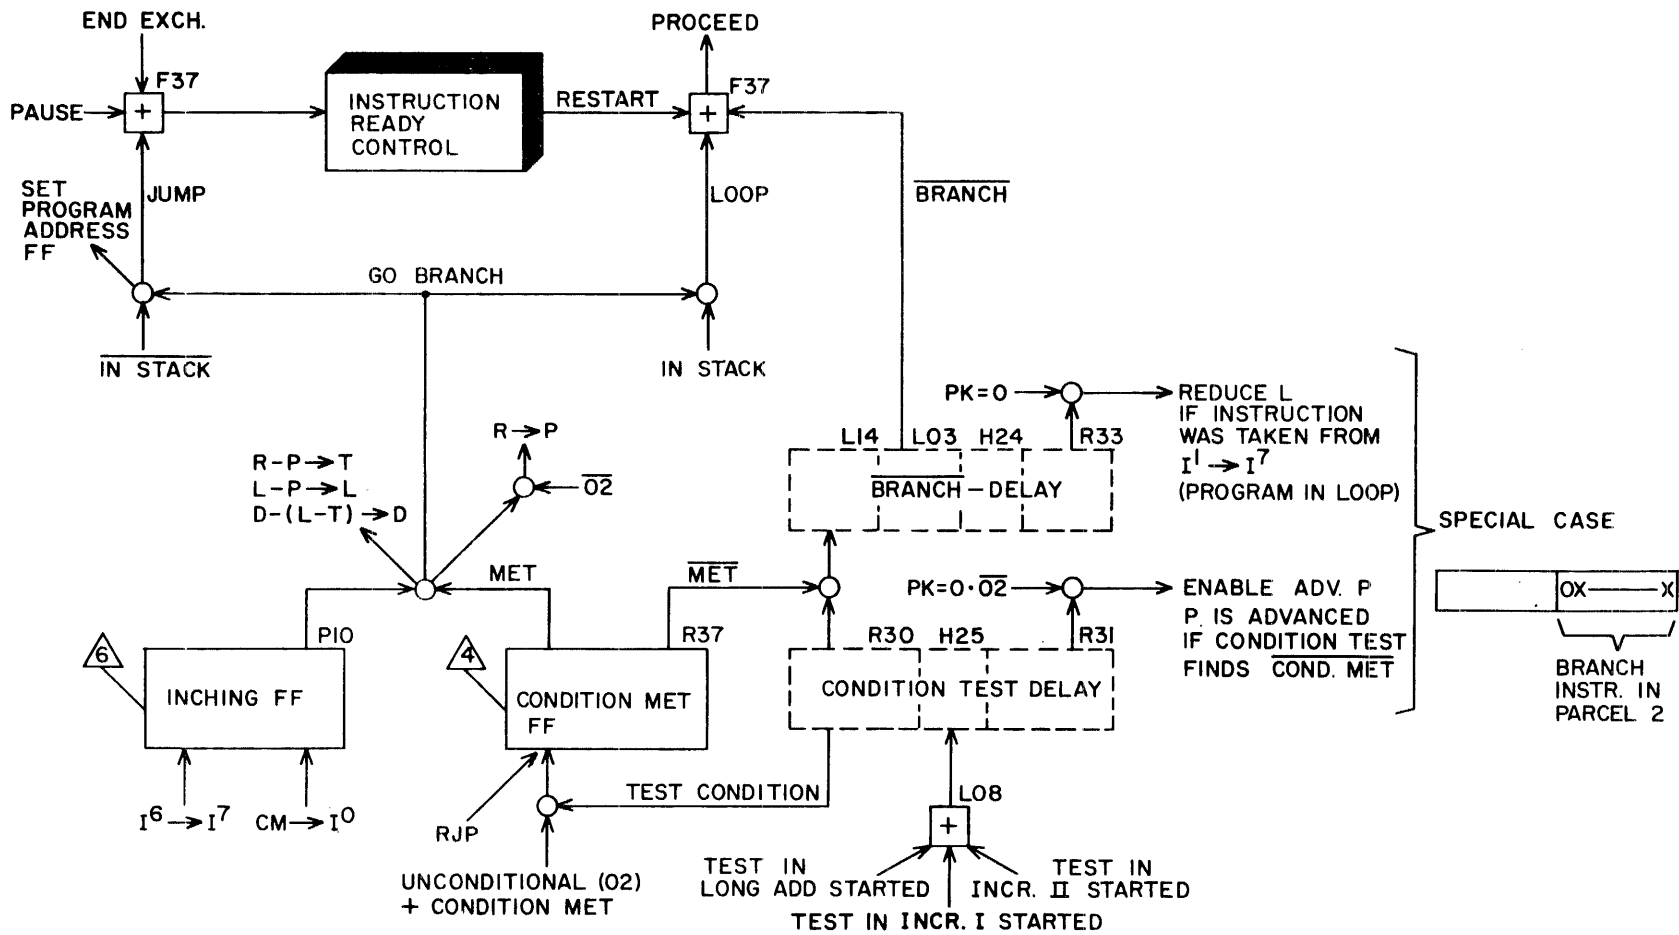 END EXCH.
PROCEED
F37
F37
PAUSE
+
INSTRUCTION
READY
CONTROL
RESTART
+
SET
PROGRAM
ADDRESS
FF
JUMP
LOOP
BRANCH
GO BRANCH
IN STACK
IN STACK
PK=0
REDUCE L
IF INSTRUCTION
WAS TAKEN FROM
I¹→I⁷
(PROGRAM IN LOOP)
R→P
L14
L03
H24
R33
R-P→T
L-P→L
D-(L-T)→D
02
BRANCH-DELAY
SPECIAL CASE
MET
MET
PK=0·02
ENABLE ADV. P
P IS ADVANCED
IF CONDITION TEST
FINDS COND. MET
OX
X
BRANCH
INSTR. IN
PARCEL 2
P10
R37
R30
H25
R31
6
4
INCHING FF
CONDITION MET
FF
CONDITION TEST DELAY
TEST CONDITION
L08
I⁶→I⁷
CM→I⁰
RJP
+
UNCONDITIONAL (02)
+ CONDITION MET
TEST IN
LONG ADD STARTED
TEST IN
INCR. II STARTED
TEST IN INCR. I STARTED